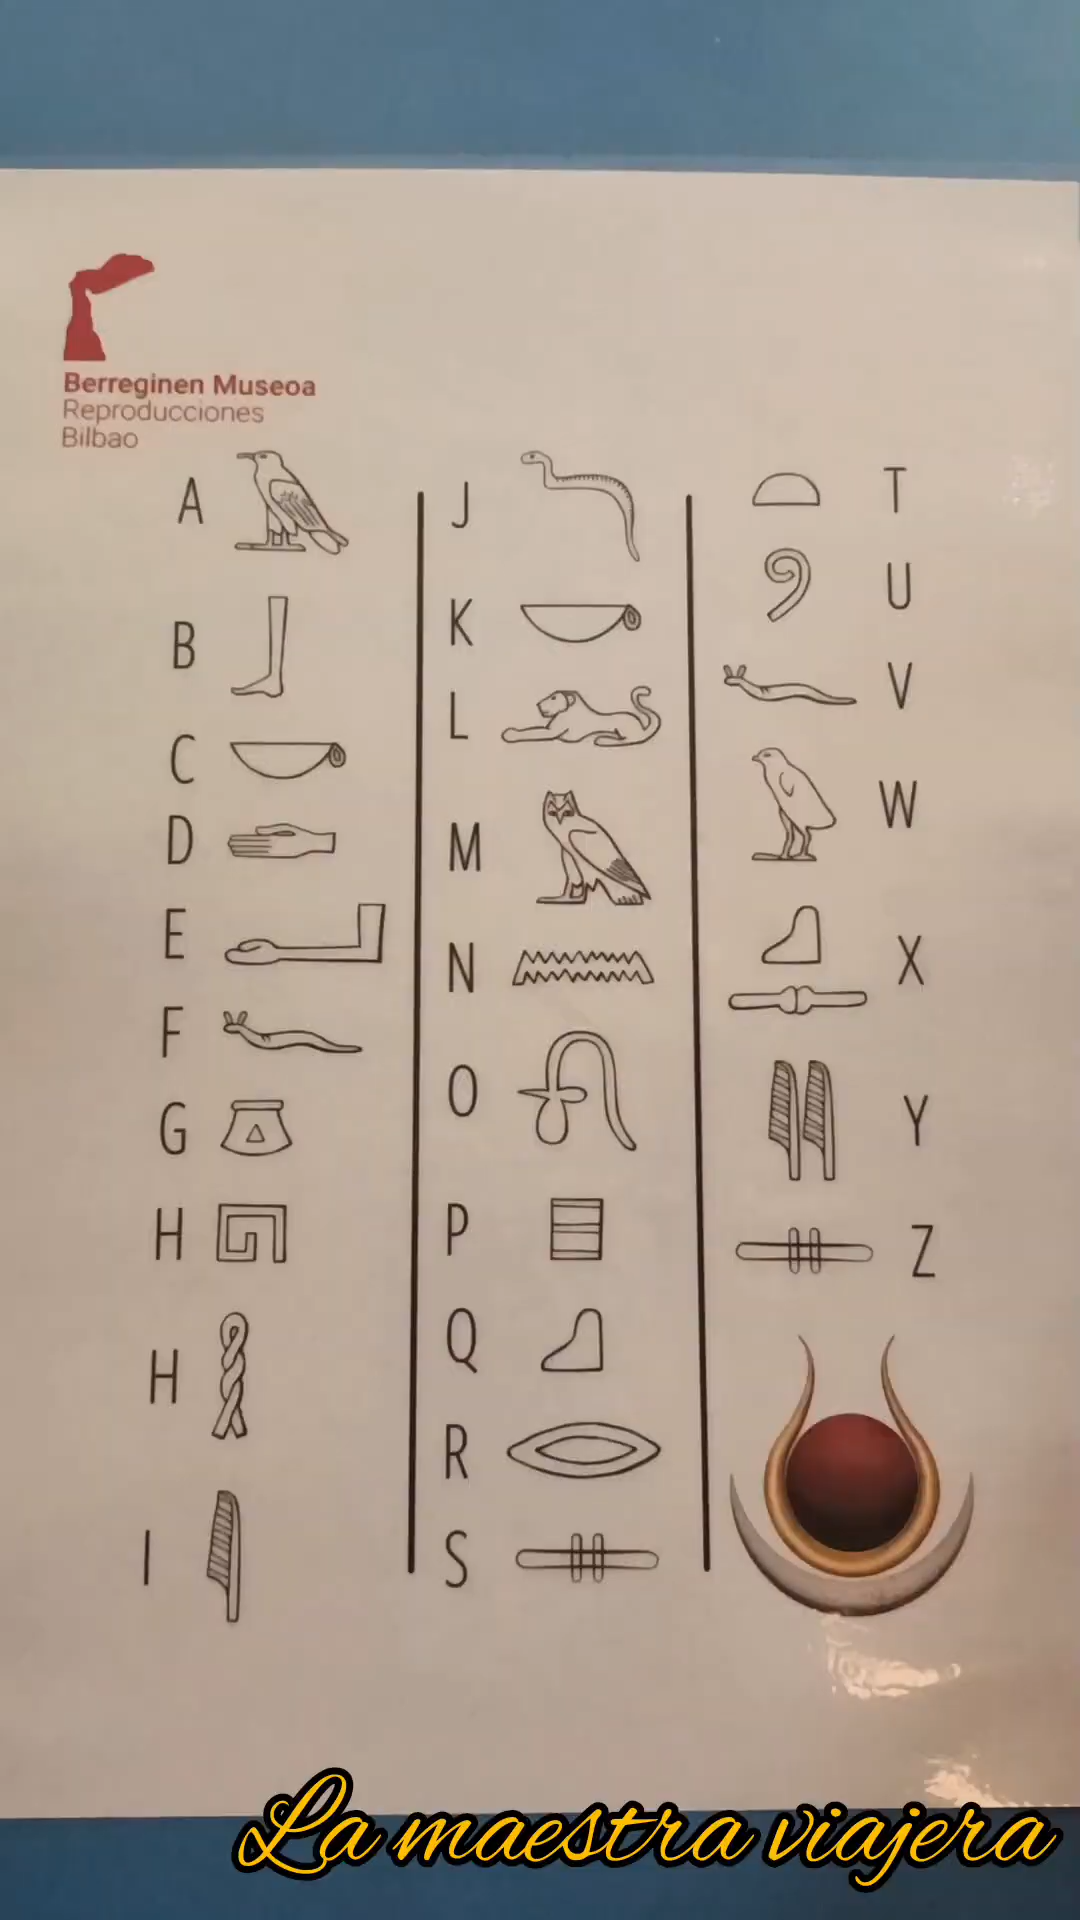 Berreginen Museoa
Reproducciones
Bilbao
A
B
C
D
E
F
G
H
H
I
J
K
L
M
N
O
P
Q
R
S
T
U
V
W
X
Y
Z
La maestra viajera